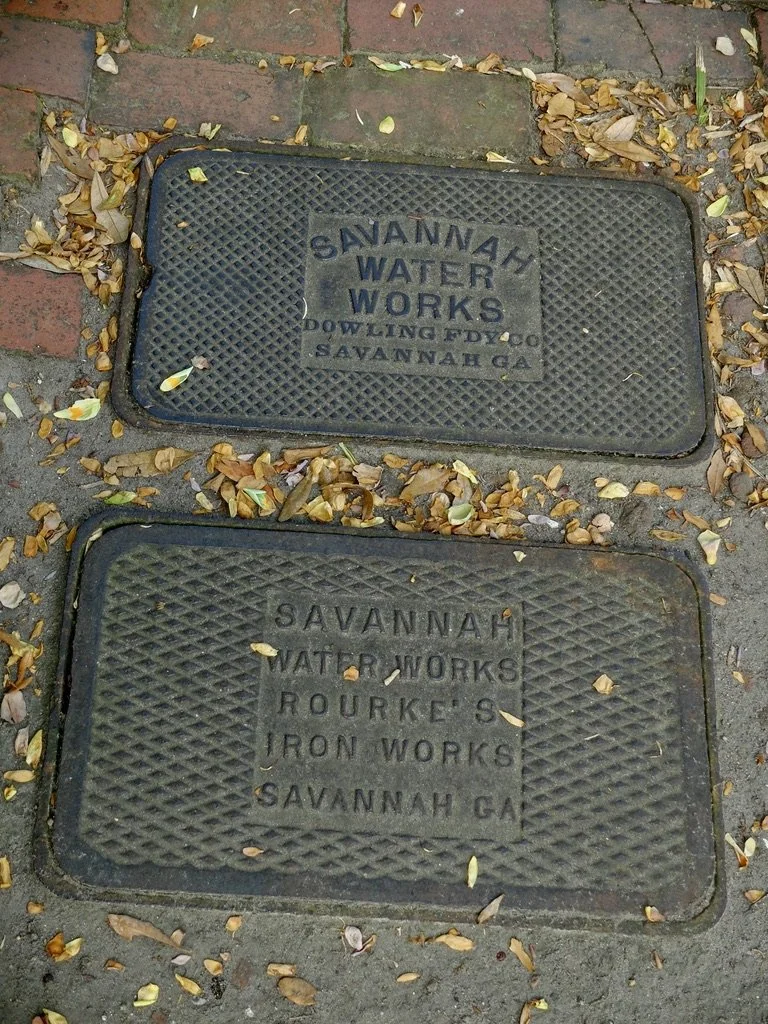 SAVANNAH
WATER
WORKS
DOWLING FDY CO
SAVANNAH GA
SAVANNAH
WATER WORKS
ROURKE'S
IRON WORKS
SAVANNAH GA